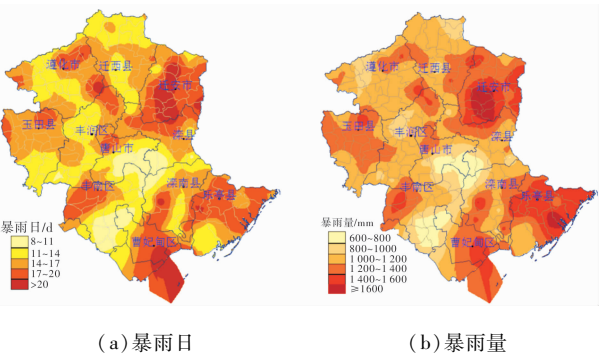 遵化市
迁西县
迁安市
玉田县
丰润区
滦县
唐山市
丰南区
滦南县
乐亭县
曹妃甸区
暴雨日/d
8~11
11~14
14~17
17~20
>20
(a)暴雨日
遵化市
迁西县
迁安市
玉田县
丰润区
滦县
唐山市
丰南区
滦南县
乐亭县
曹妃甸区
暴雨量/mm
600~800
800~1000
1 000~1 200
1 200~1 400
1 400~1 600
≥1600
(b)暴雨量